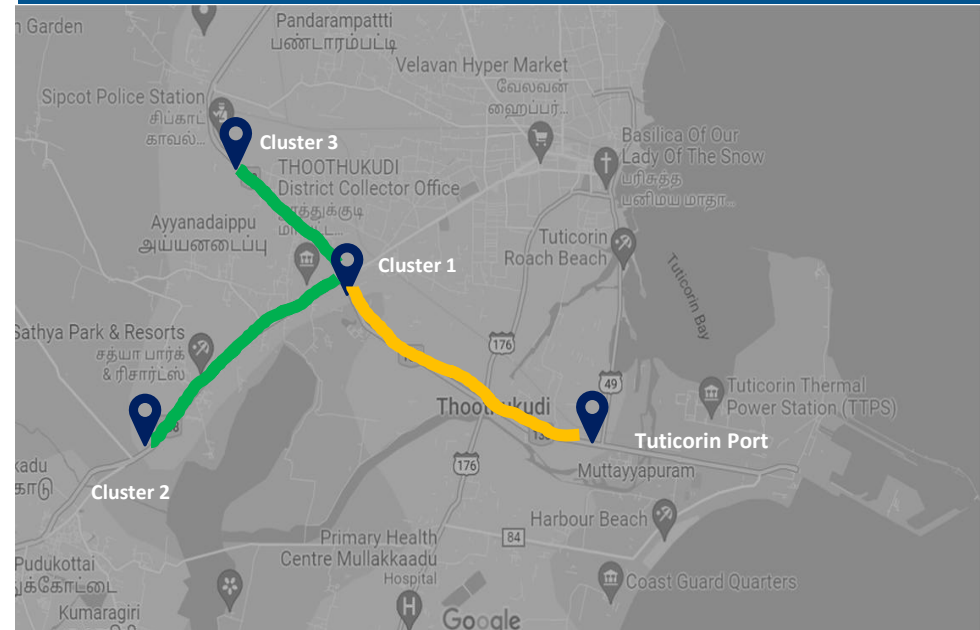 n Garden
Pandarampattti
பண்டாரம்பட்டி
Velavan Hyper Market
வேலவன்
ஹைப்பர்...
Sipcot Police Station
சிப்காட்
காவல்...
Cluster 3
Basilica Of Our
Lady Of The Snow
பரிசுத்த
பனிமய மாதா...
THOOTHUKUDI
District Collector Office
Ayyanadaippu
அய்யனடைப்பு
Tuticorin
Roach Beach
Cluster 1
Tuticorin Bay
Sathya Park & Resorts
சத்யா பார்க்
& ரிசார்ட்ஸ்
176
49
Tuticorin Thermal
Power Station (TTPS)
Thoothukudi
Tuticorin Port
176
Muttayyapuram
kadu
Cluster 2
Harbour Beach
84
Primary Health
Centre Mullakkaadu
Hospital
Pudukottai
Coast Guard Quarters
Kumaragiri
H
Google